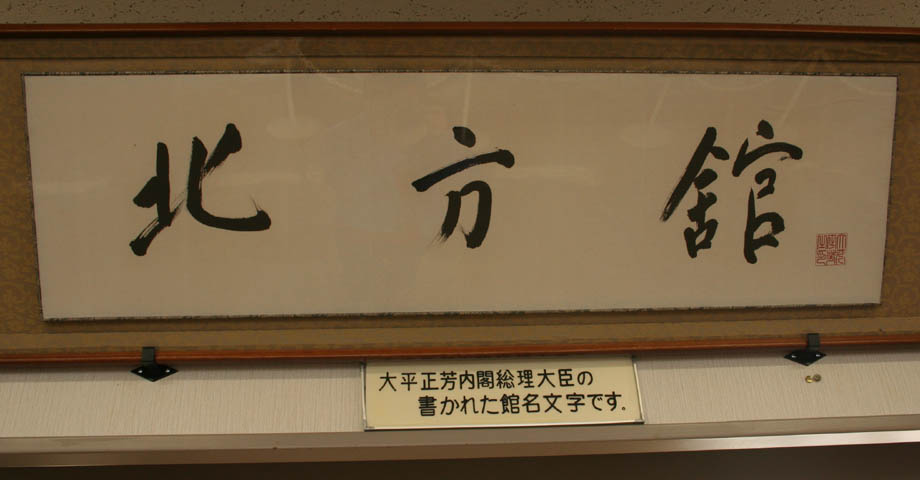 北方舘
大平正芳内閣総理大臣の
書かれた館名文字です。